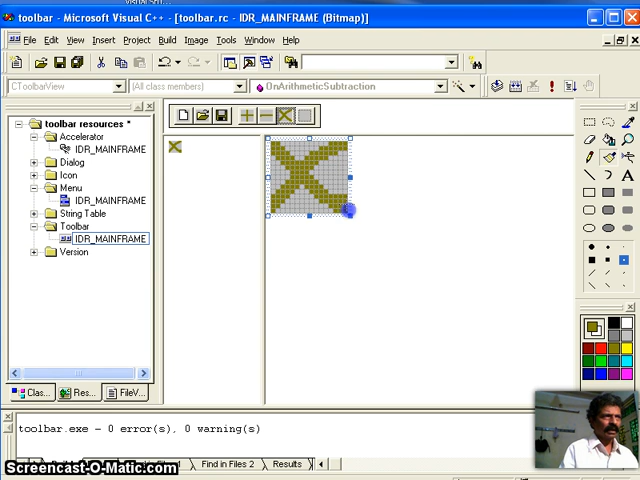 toolbar - Microsoft Visual C++ - [toolbar.rc - IDR_MAINFRAME (Bitmap)]
File Edit View Insert Project Build Image Tools Window Help
CToolbarView (All class members) OnArithmeticSubtraction
toolbar resources *
Accelerator
IDR_MAINFRAME
Dialog
Icon
Menu
IDR_MAINFRAME
String Table
Toolbar
IDR_MAINFRAME
Version
A
Clas... Res... FileV...
toolbar.exe - 0 error(s), 0 warning(s)
Find in Files 2 Results
Screencast-O-Matic.com